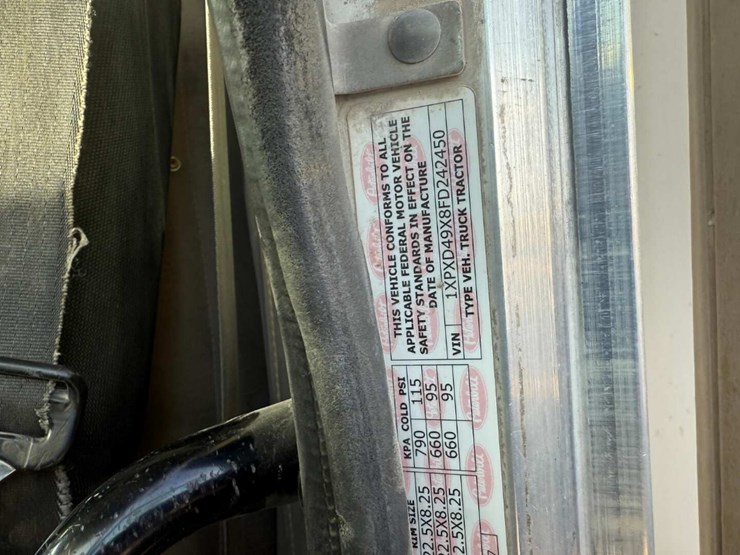 THIS VEHICLE CONFORMS TO ALL
APPLICABLE FEDERAL MOTOR VEHICLE
SAFETY STANDARDS IN EFFECT ON THE
DATE OF MANUFACTURE
VIN 1XPXD49X8FD242450
TYPE VEH. TRUCK TRACTOR
RIM SIZE KPA COLD PSI
22.5X8.25 790 115
22.5X8.25 660 95
2.5X8.25 660 95